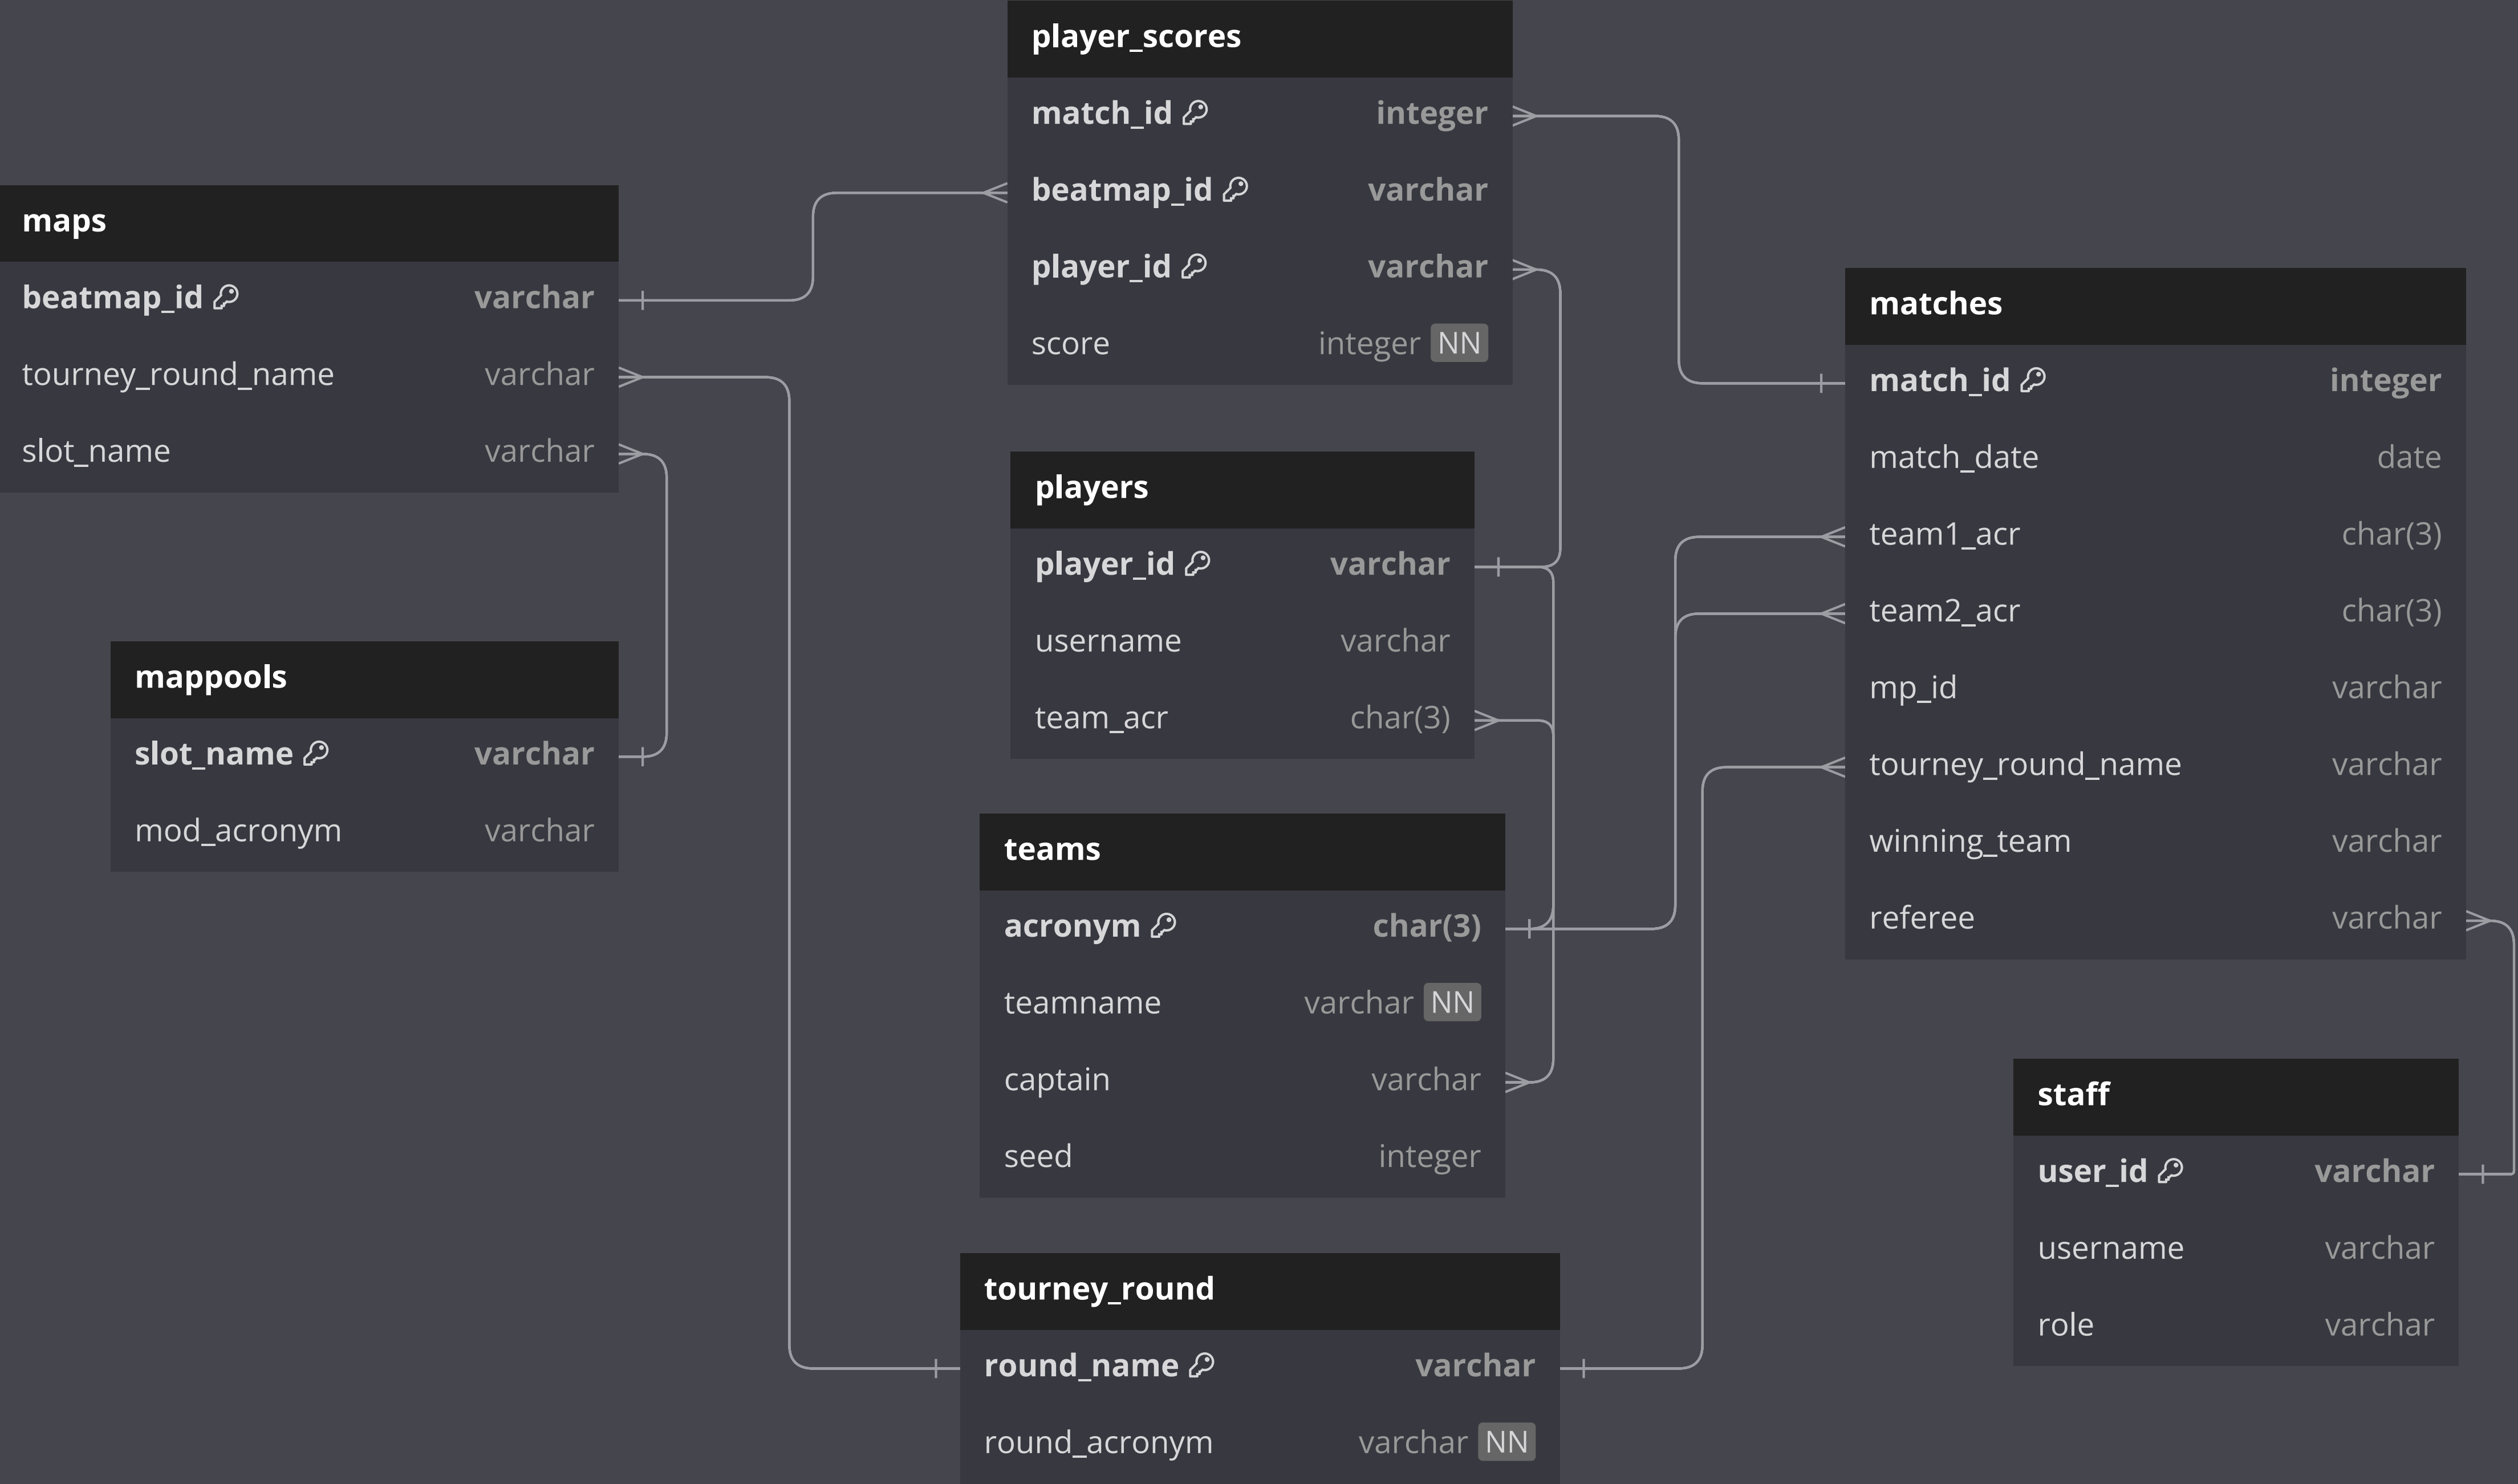 player_scores
match_id integer
beatmap_id varchar
player_id varchar
score integer NN
maps
beatmap_id varchar
tourney_round_name varchar
slot_name varchar
matches
match_id integer
match_date date
team1_acr char(3)
team2_acr char(3)
mp_id varchar
tourney_round_name varchar
winning_team varchar
referee varchar
players
player_id varchar
username varchar
team_acr char(3)
mappools
slot_name varchar
mod_acronym varchar
teams
acronym char(3)
teamname varchar NN
captain varchar
seed integer
staff
user_id varchar
username varchar
role varchar
tourney_round
round_name varchar
round_acronym varchar NN